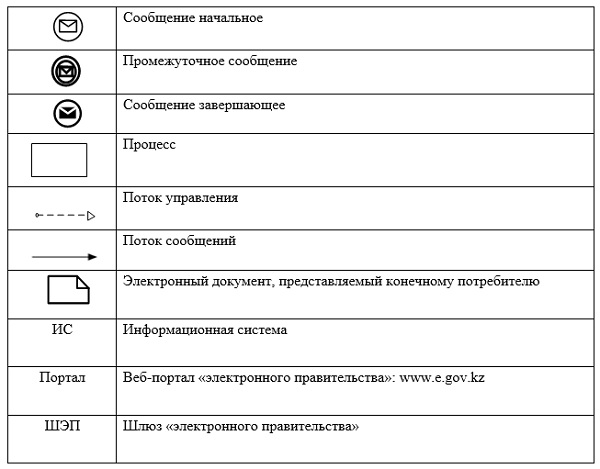 Сообщение начальное
Промежуточное сообщение
Сообщение завершающее
Процесс
Поток управления
Поток сообщений
Электронный документ, представляемый конечному потребителю
ИС Информационная система
Портал Веб-портал «электронного правительства»: www.e.gov.kz
ШЭП Шлюз «электронного правительства»